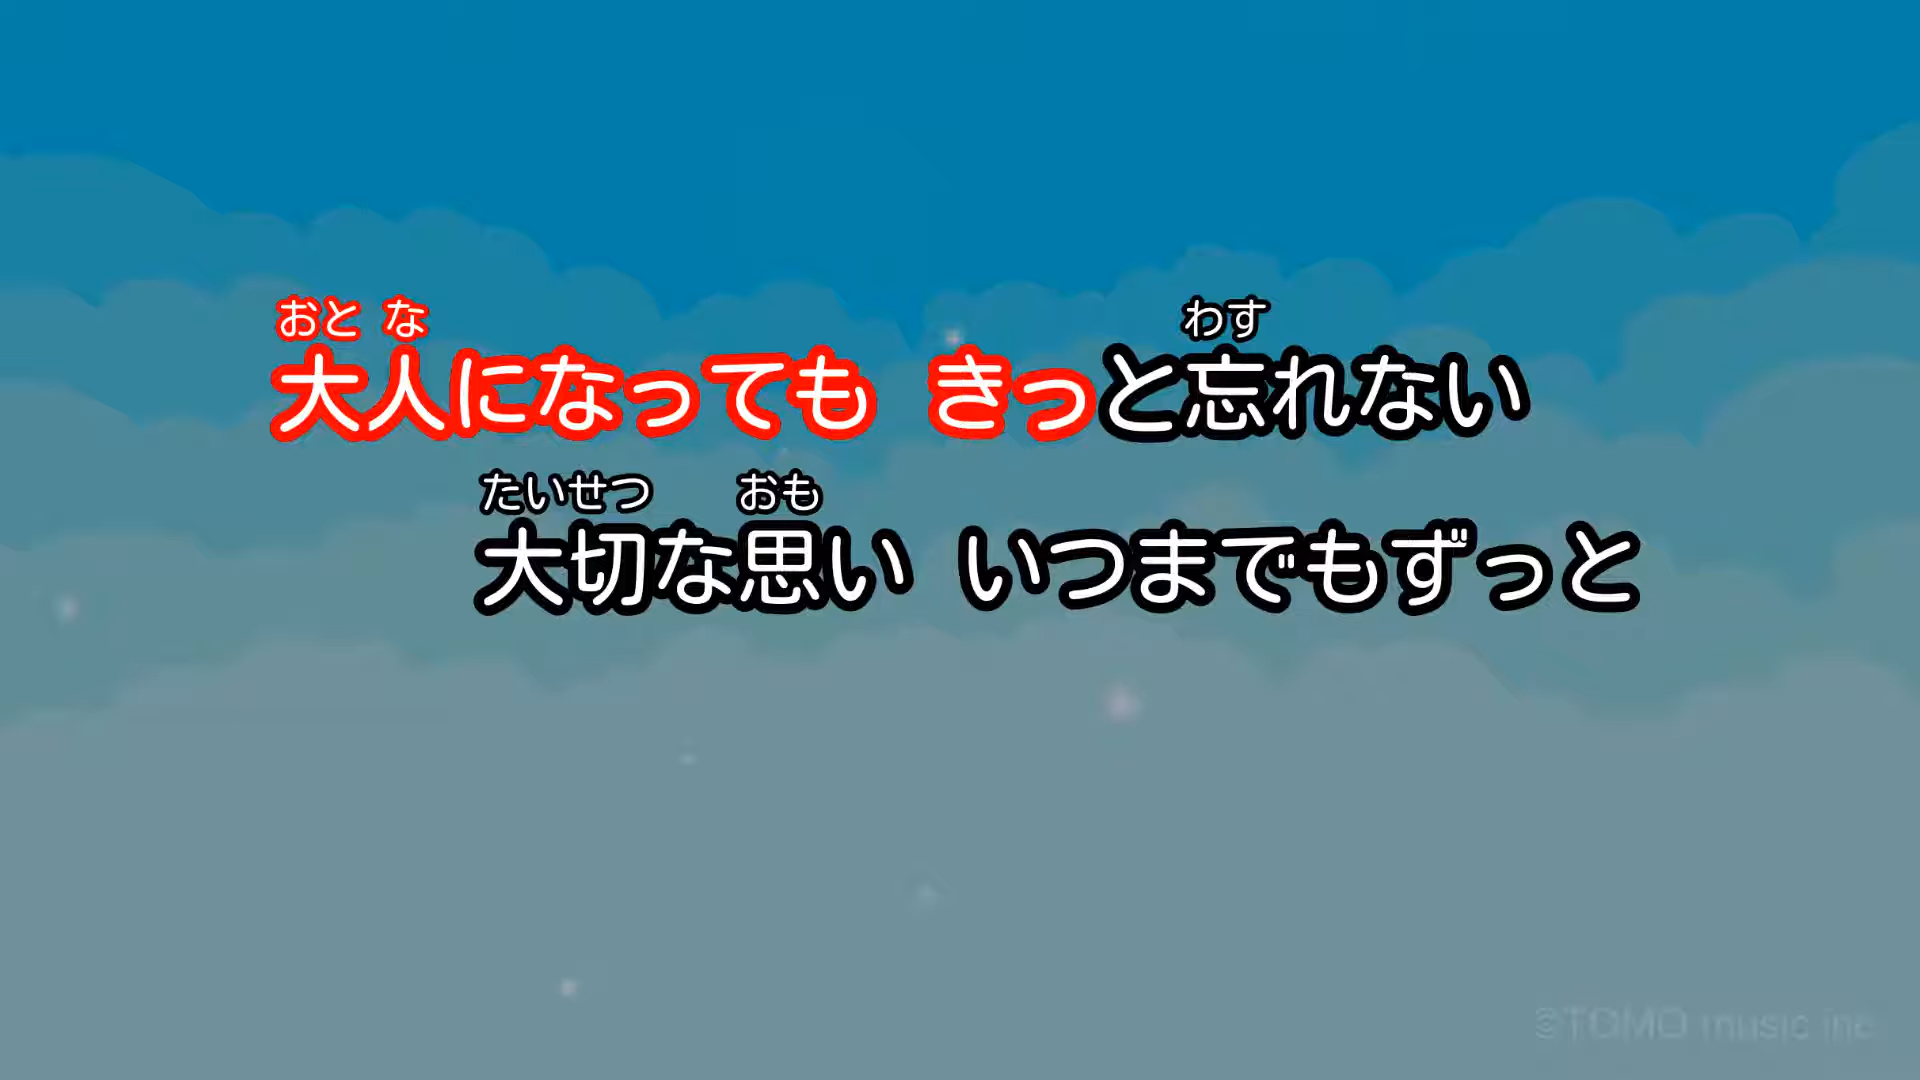 おとな わす
大人になっても きっと忘れない
たいせつ おも
大切な思い いつまでもずっと
©TOMO music inc